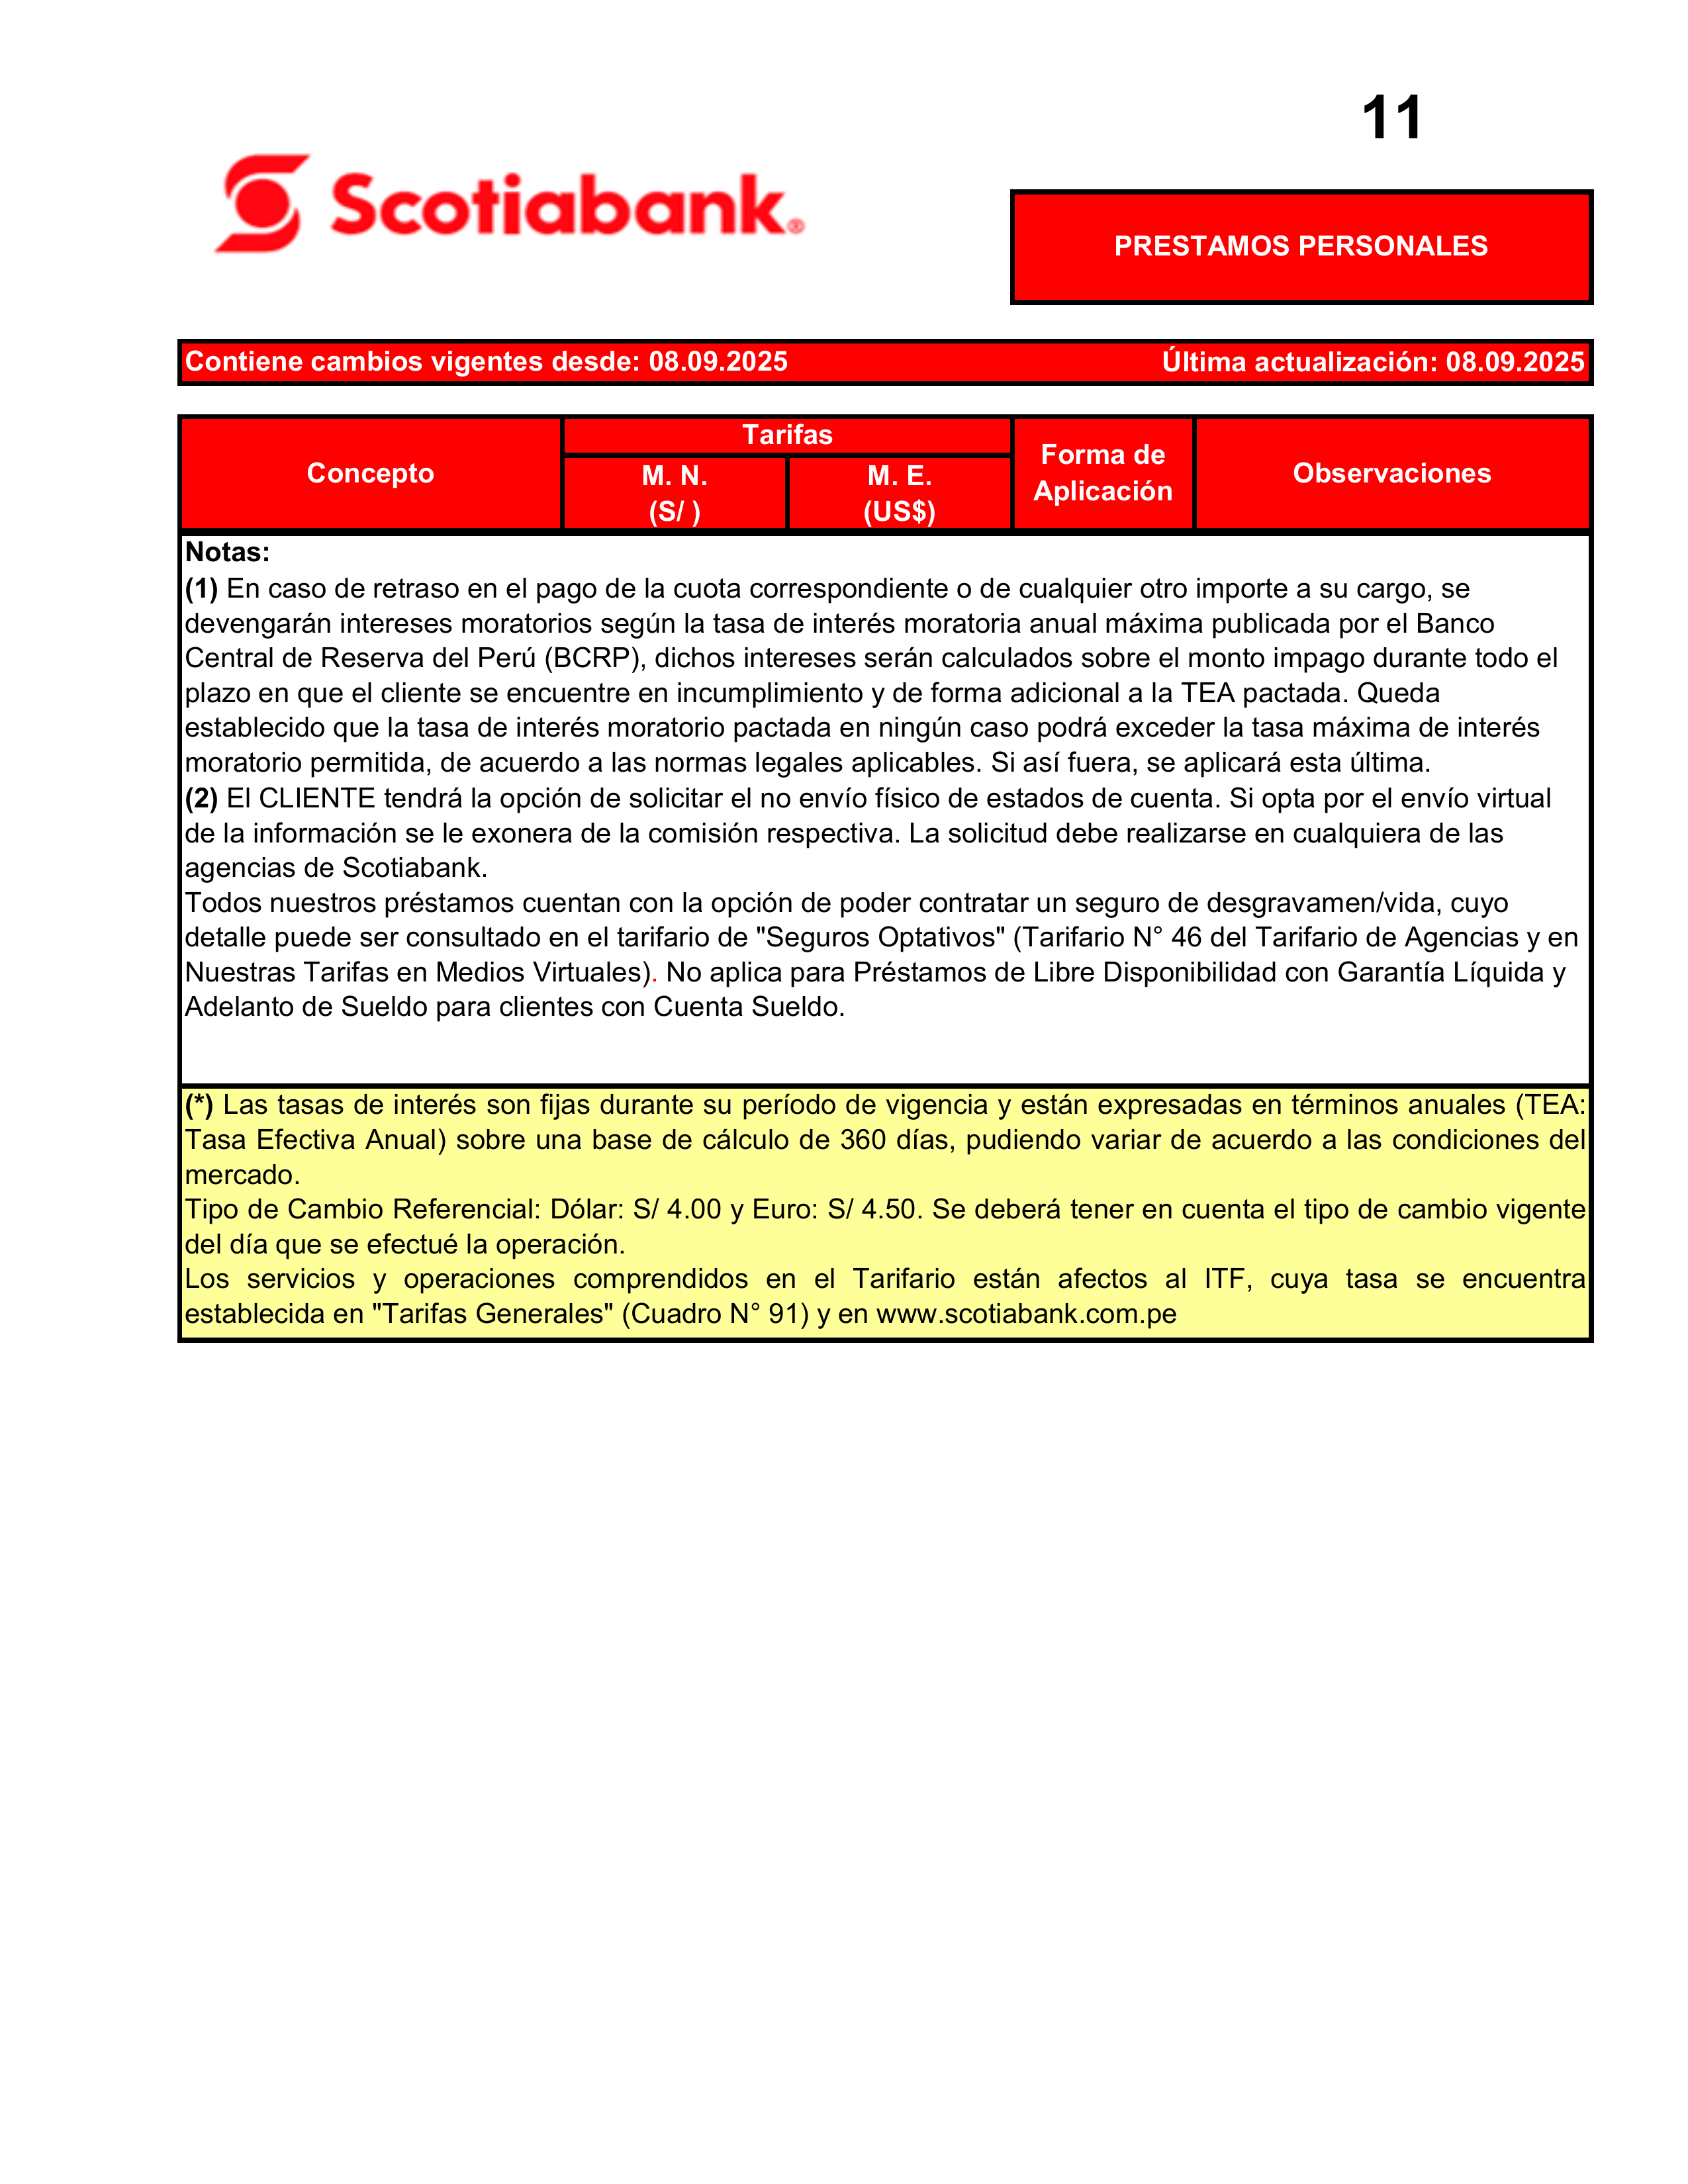 11
Scotiabank®
PRESTAMOS PERSONALES
Contiene cambios vigentes desde: 08.09.2025 Última actualización: 08.09.2025
Concepto
Tarifas
M. N.
(S/ )
M. E.
(US$)
Forma de
Aplicación
Observaciones
Notas:
(1) En caso de retraso en el pago de la cuota correspondiente o de cualquier otro importe a su cargo, se
devengarán intereses moratorios según la tasa de interés moratoria anual máxima publicada por el Banco
Central de Reserva del Perú (BCRP), dichos intereses serán calculados sobre el monto impago durante todo el
plazo en que el cliente se encuentre en incumplimiento y de forma adicional a la TEA pactada. Queda
establecido que la tasa de interés moratorio pactada en ningún caso podrá exceder la tasa máxima de interés
moratorio permitida, de acuerdo a las normas legales aplicables. Si así fuera, se aplicará esta última.
(2) El CLIENTE tendrá la opción de solicitar el no envío físico de estados de cuenta. Si opta por el envío virtual
de la información se le exonera de la comisión respectiva. La solicitud debe realizarse en cualquiera de las
agencias de Scotiabank.
Todos nuestros préstamos cuentan con la opción de poder contratar un seguro de desgravamen/vida, cuyo
detalle puede ser consultado en el tarifario de "Seguros Optativos" (Tarifario N° 46 del Tarifario de Agencias y en
Nuestras Tarifas en Medios Virtuales). No aplica para Préstamos de Libre Disponibilidad con Garantía Líquida y
Adelanto de Sueldo para clientes con Cuenta Sueldo.
(*) Las tasas de interés son fijas durante su período de vigencia y están expresadas en términos anuales (TEA:
Tasa Efectiva Anual) sobre una base de cálculo de 360 días, pudiendo variar de acuerdo a las condiciones del
mercado.
Tipo de Cambio Referencial: Dólar: S/ 4.00 y Euro: S/ 4.50. Se deberá tener en cuenta el tipo de cambio vigente
del día que se efectué la operación.
Los servicios y operaciones comprendidos en el Tarifario están afectos al ITF, cuya tasa se encuentra
establecida en "Tarifas Generales" (Cuadro N° 91) y en www.scotiabank.com.pe